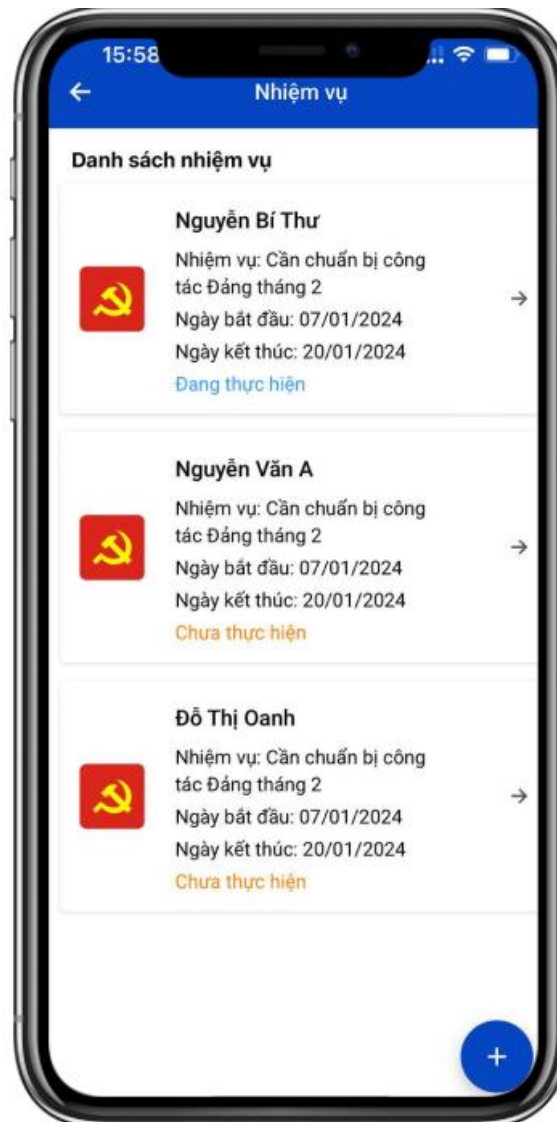 15:58
Nhiệm vụ
Danh sách nhiệm vụ
Nguyễn Bí Thư
Nhiệm vụ: Cần chuẩn bị công
tác Đảng tháng 2
Ngày bắt đầu: 07/01/2024
Ngày kết thúc: 20/01/2024
Đang thực hiện
Nguyễn Văn A
Nhiệm vụ: Cần chuẩn bị công
tác Đảng tháng 2
Ngày bắt đầu: 07/01/2024
Ngày kết thúc: 20/01/2024
Chưa thực hiện
Đỗ Thị Oanh
Nhiệm vụ: Cần chuẩn bị công
tác Đảng tháng 2
Ngày bắt đầu: 07/01/2024
Ngày kết thúc: 20/01/2024
Chưa thực hiện